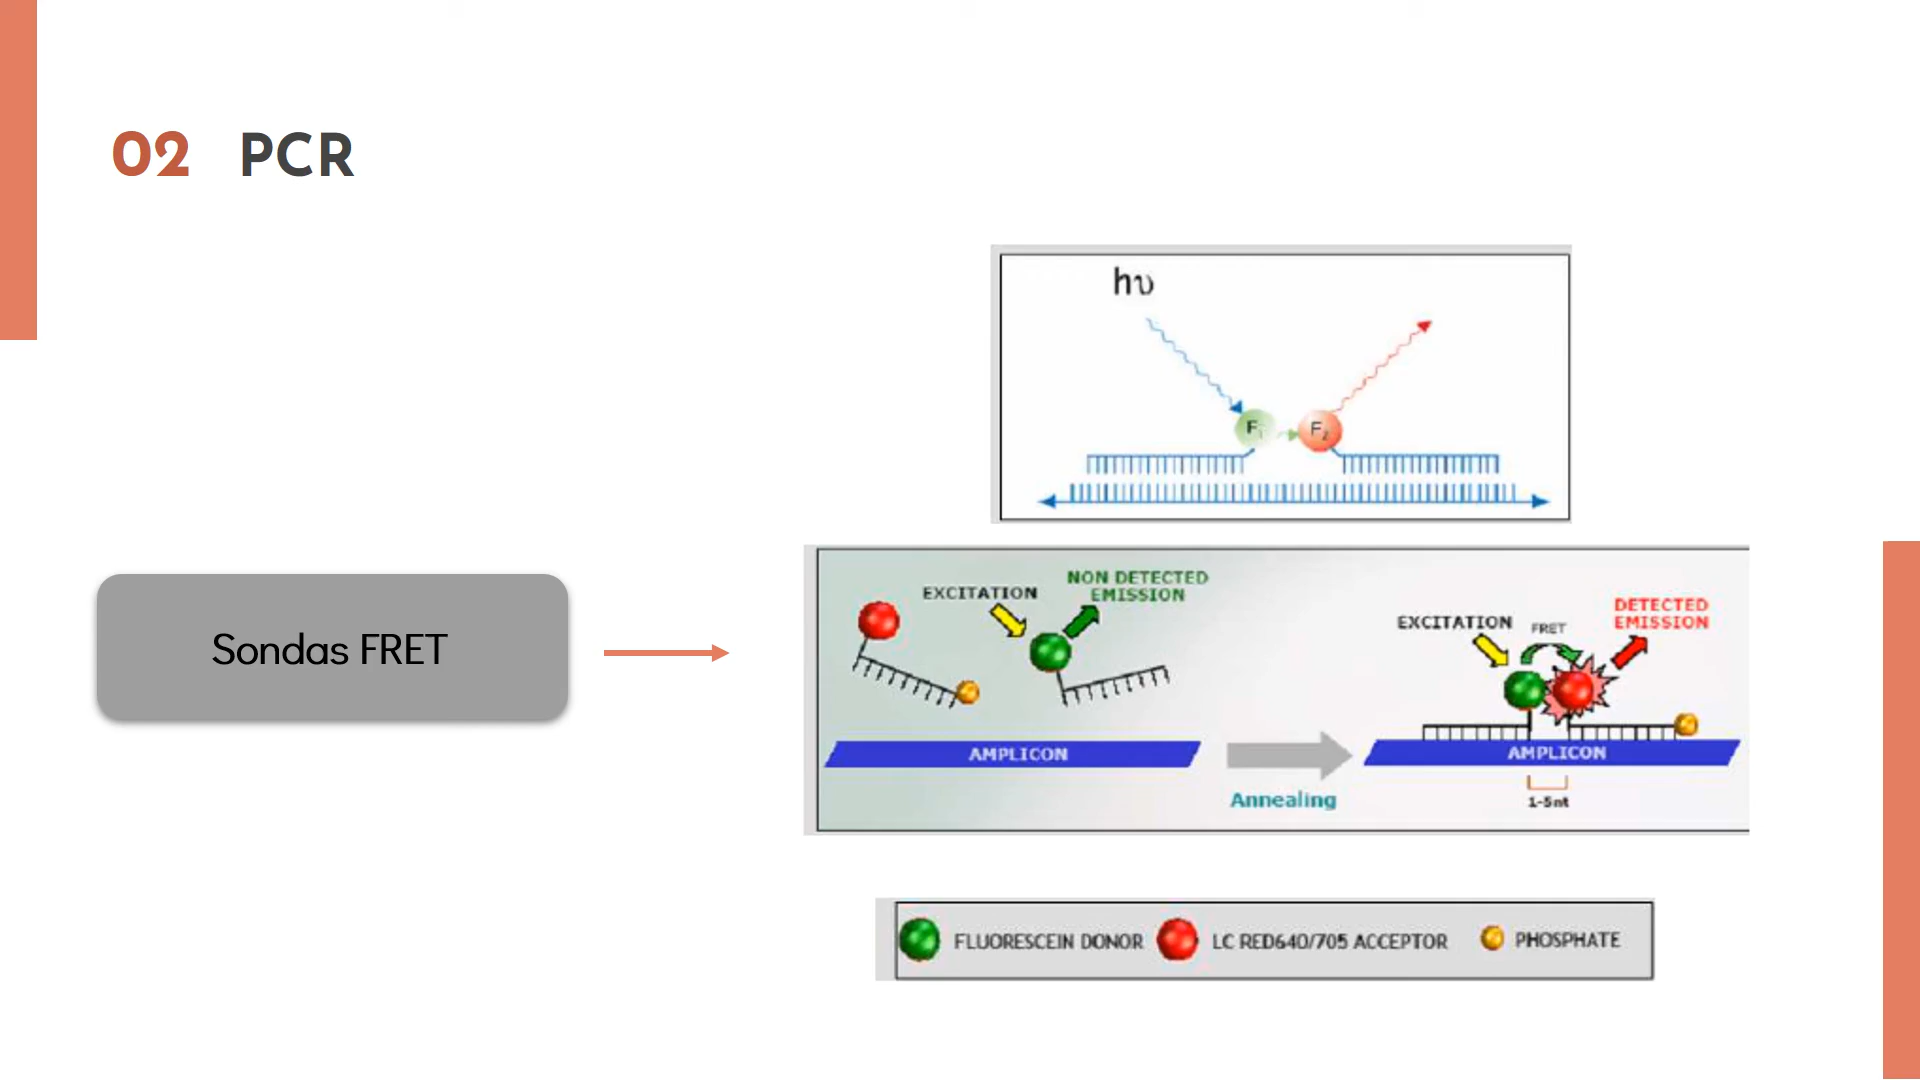 02 PCR
hυ
F1 F2
Sondas FRET
EXCITATION
NON DETECTED
EMISSION
AMPLICON
Annealing
EXCITATION
FRET
DETECTED
EMISSION
AMPLICON
1-5nt
FLUORESCEIN DONOR
LC RED640/705 ACCEPTOR
PHOSPHATE